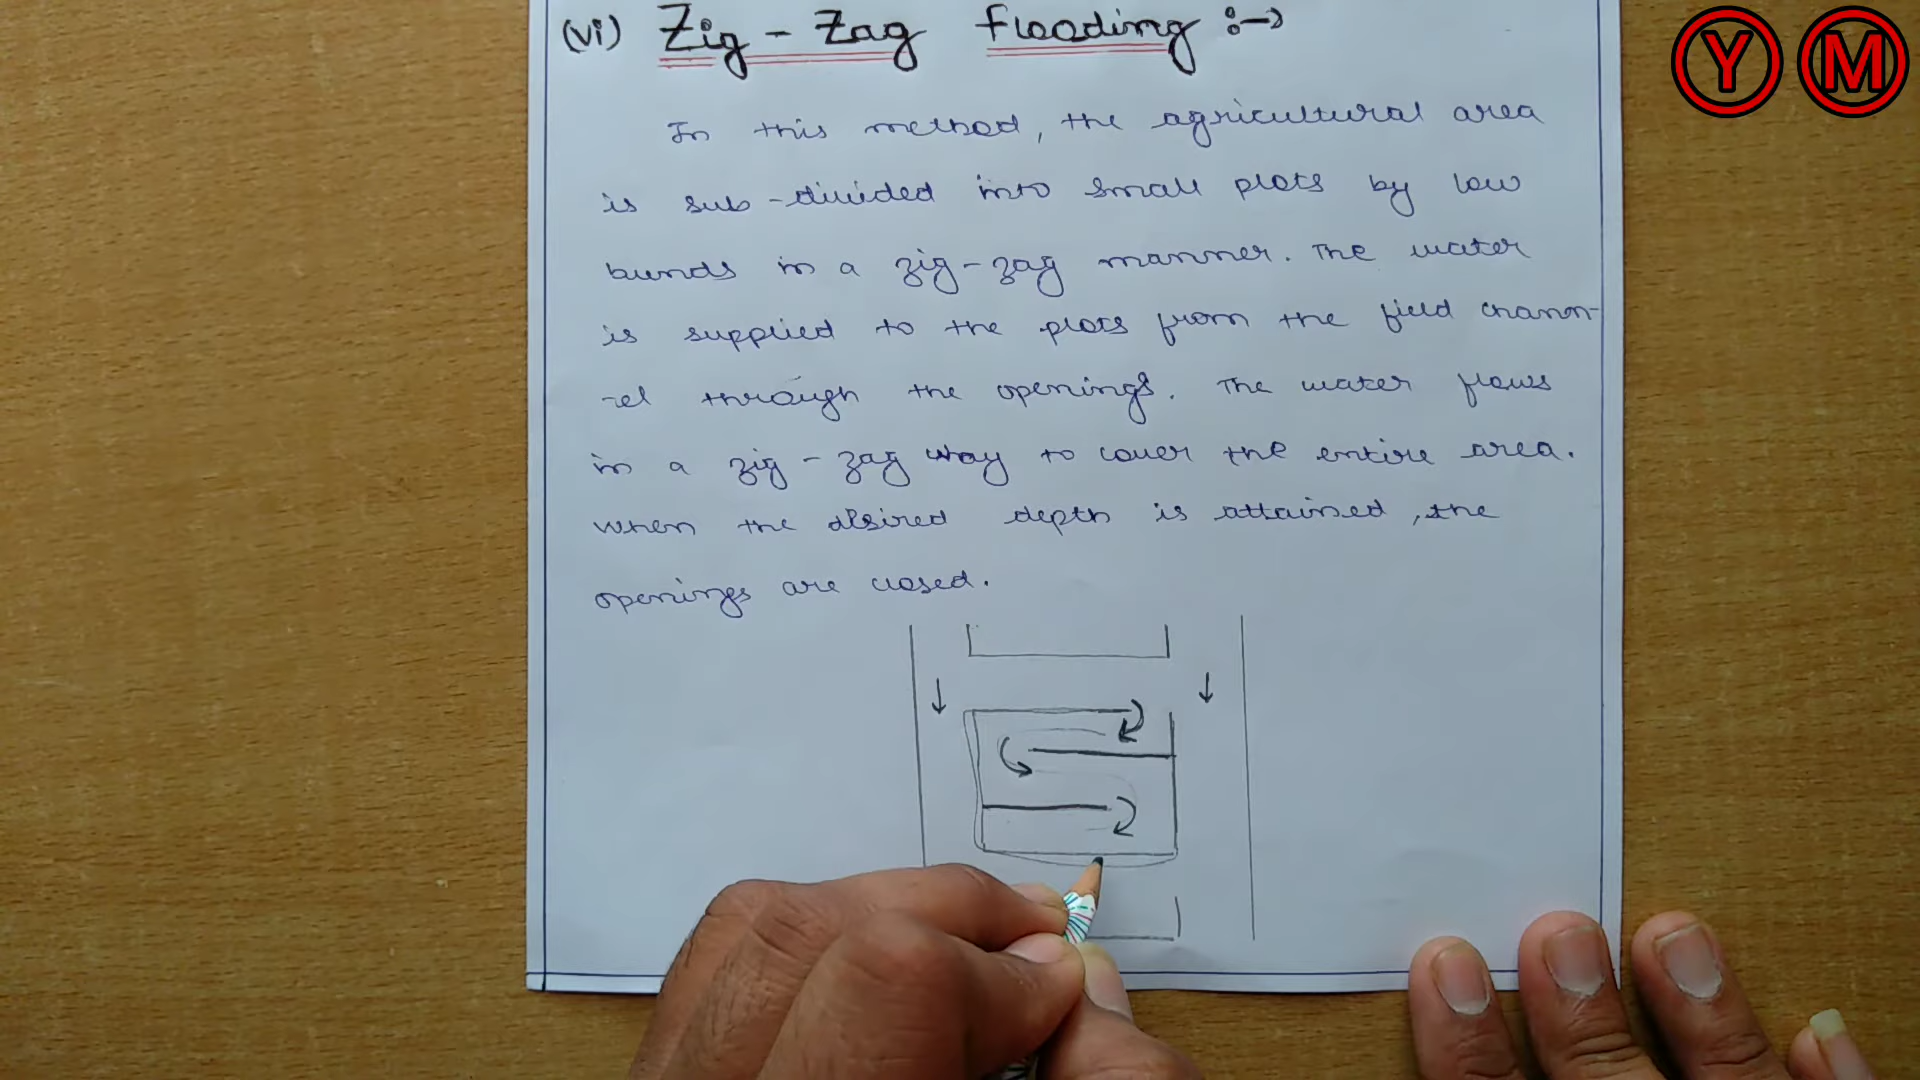 (vi) Zig-Zag flooding :→
Y M
In this method, the agricultural area
is sub-divided into small plots by low
bunds in a zig-zag manner. The water
is supplied to the plots from the field chann-
-el through the openings. The water flows
in a zig-zag way to cover the entire area.
when the desired depth is attained, the
openings are closed.